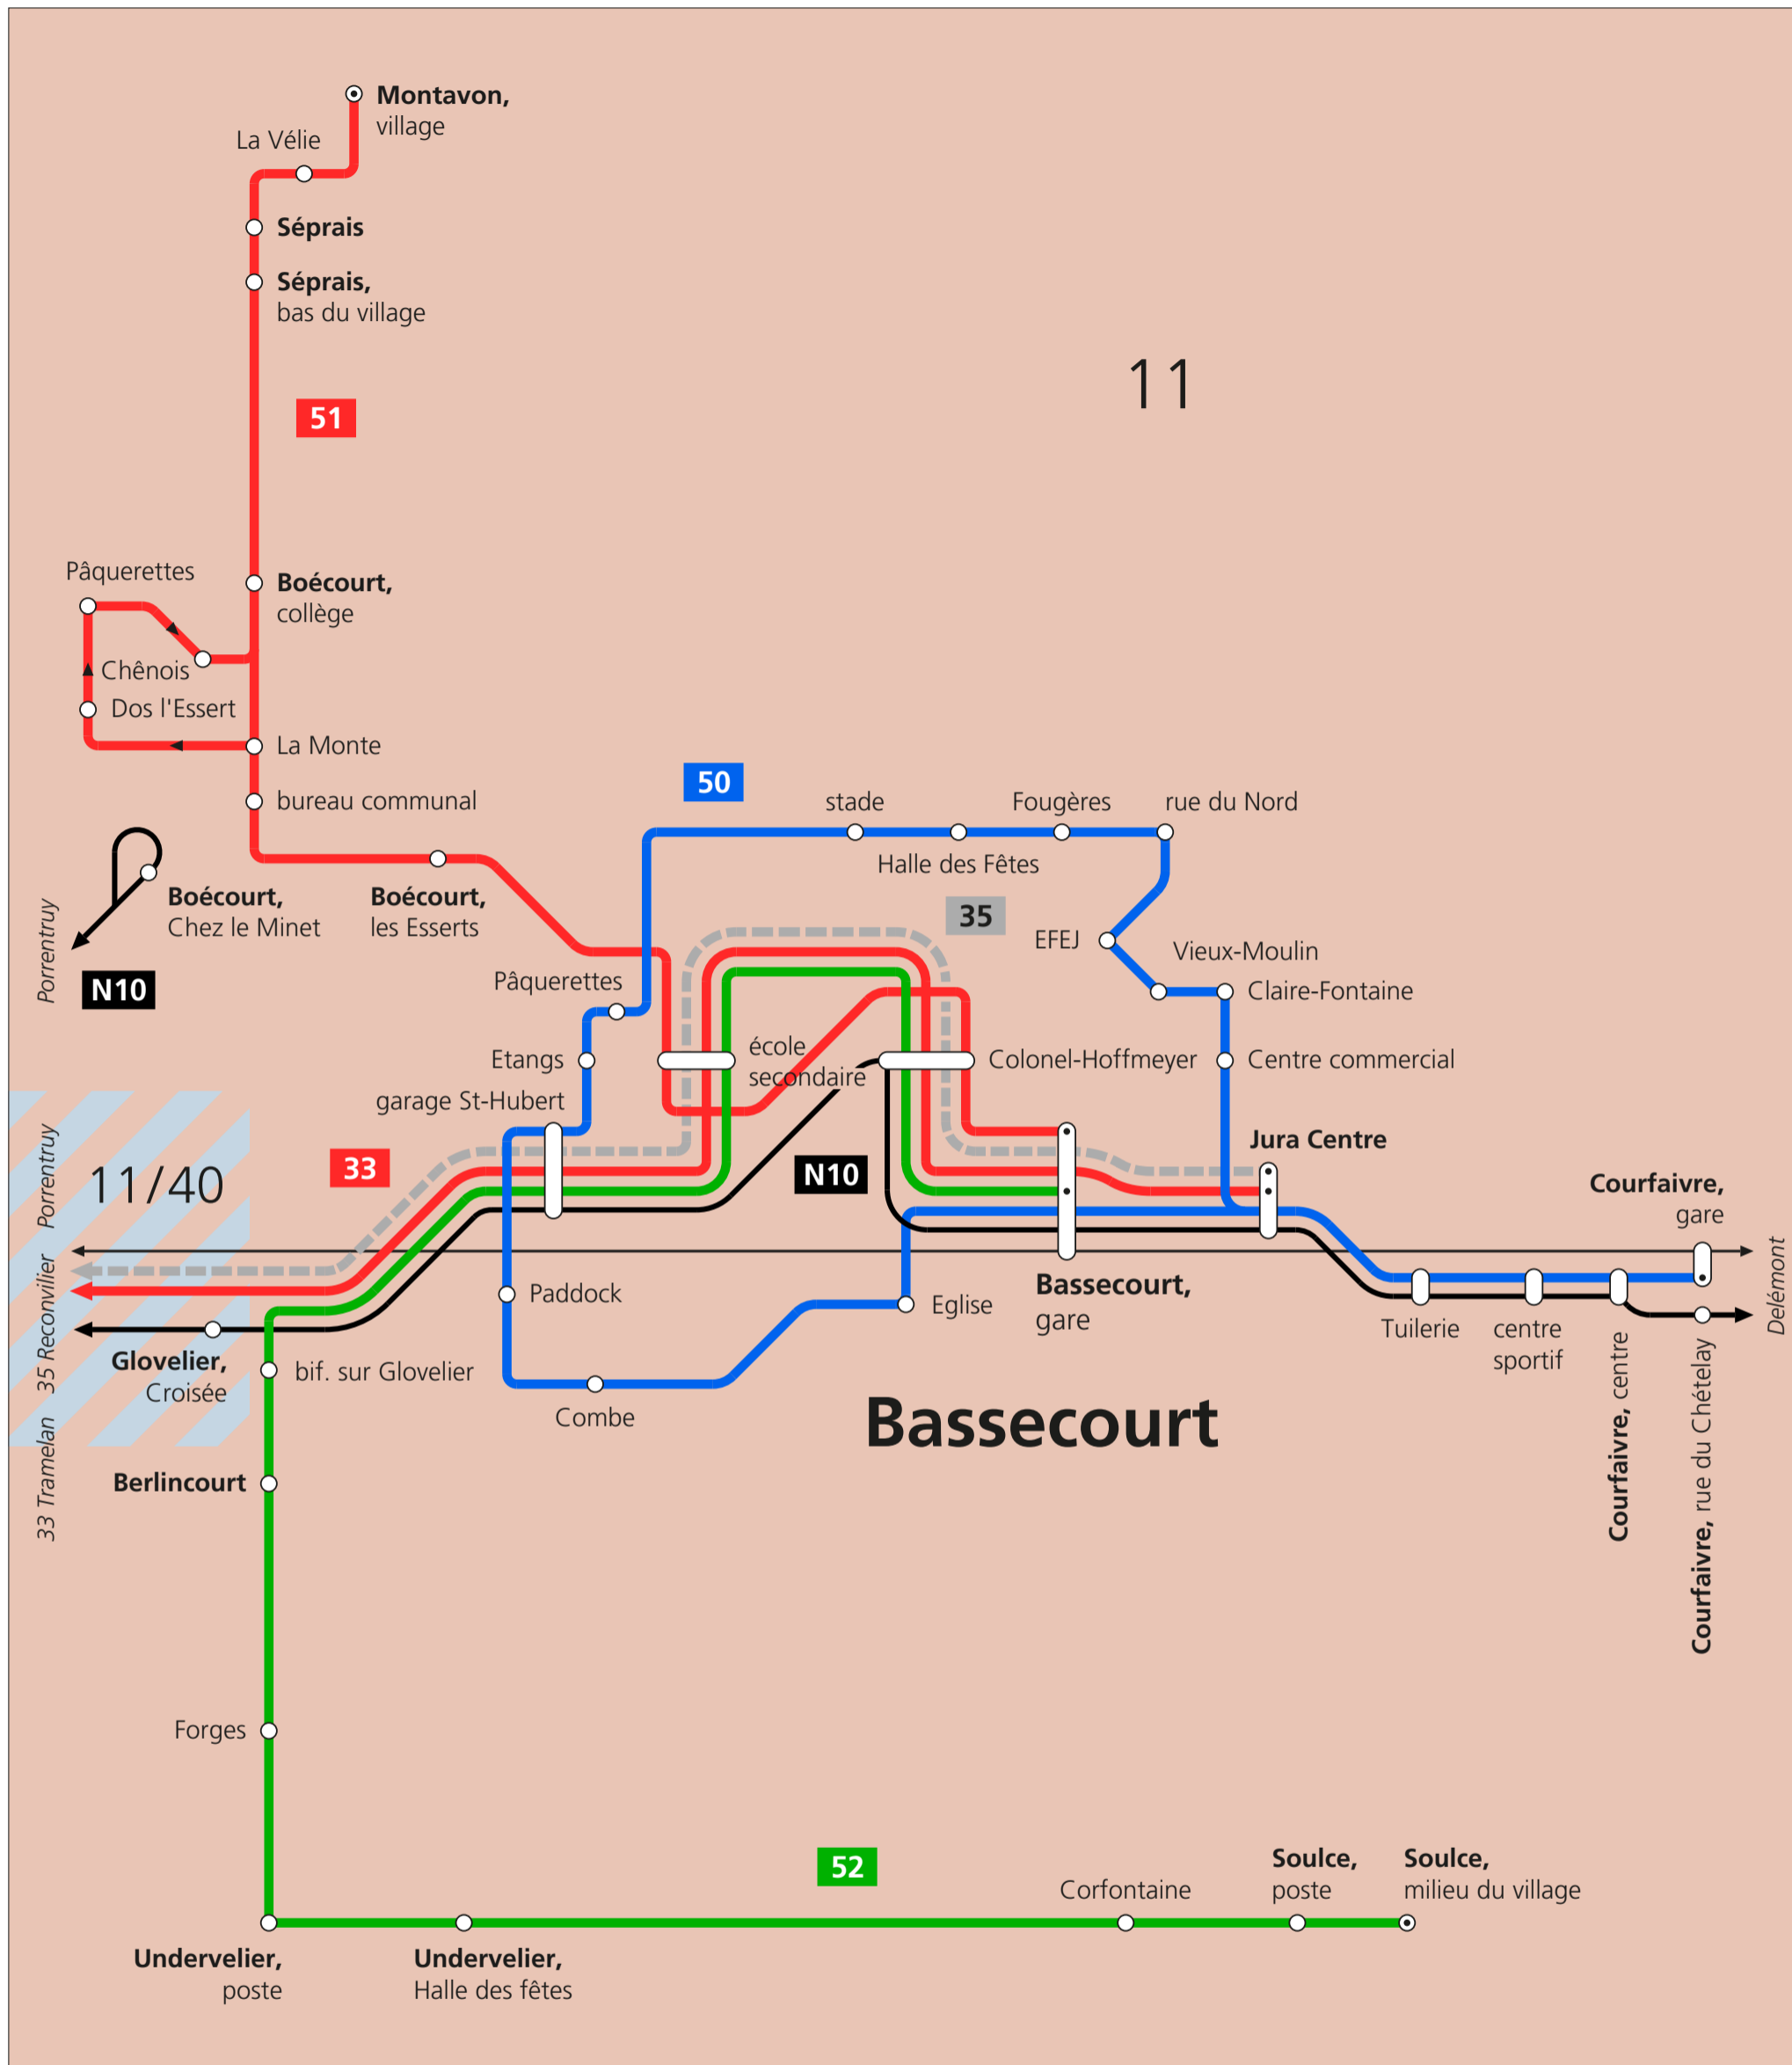 Montavon,
village
La Vélie
Séprais
Séprais,
bas du village
11
51
Pâquerettes
Boécourt,
collège
Chênois
Dos l'Essert
La Monte
bureau communal
50
stade
Fougères
rue du Nord
Halle des Fêtes
Boécourt,
Chez le Minet
Boécourt,
les Esserts
35
EFEJ
Vieux-Moulin
Porrentruy
N10
Pâquerettes
Claire-Fontaine
Etangs
école
secondaire
Colonel-Hoffmeyer
Centre commercial
garage St-Hubert
Jura Centre
Porrentruy
11/40
33
N10
Courfaivre,
gare
35 Reconvilier
Paddock
Eglise
Bassecourt,
gare
Delémont
Tuilerie
centre
sportif
Courfaivre, centre
Courfaivre, rue du Chételay
Glovelier,
Croisée
bif. sur Glovelier
Combe
Bassecourt
33 Tramelan
Berlincourt
Forges
52
Corfontaine
Soulce,
poste
Soulce,
milieu du village
Undervelier,
poste
Undervelier,
Halle des fêtes